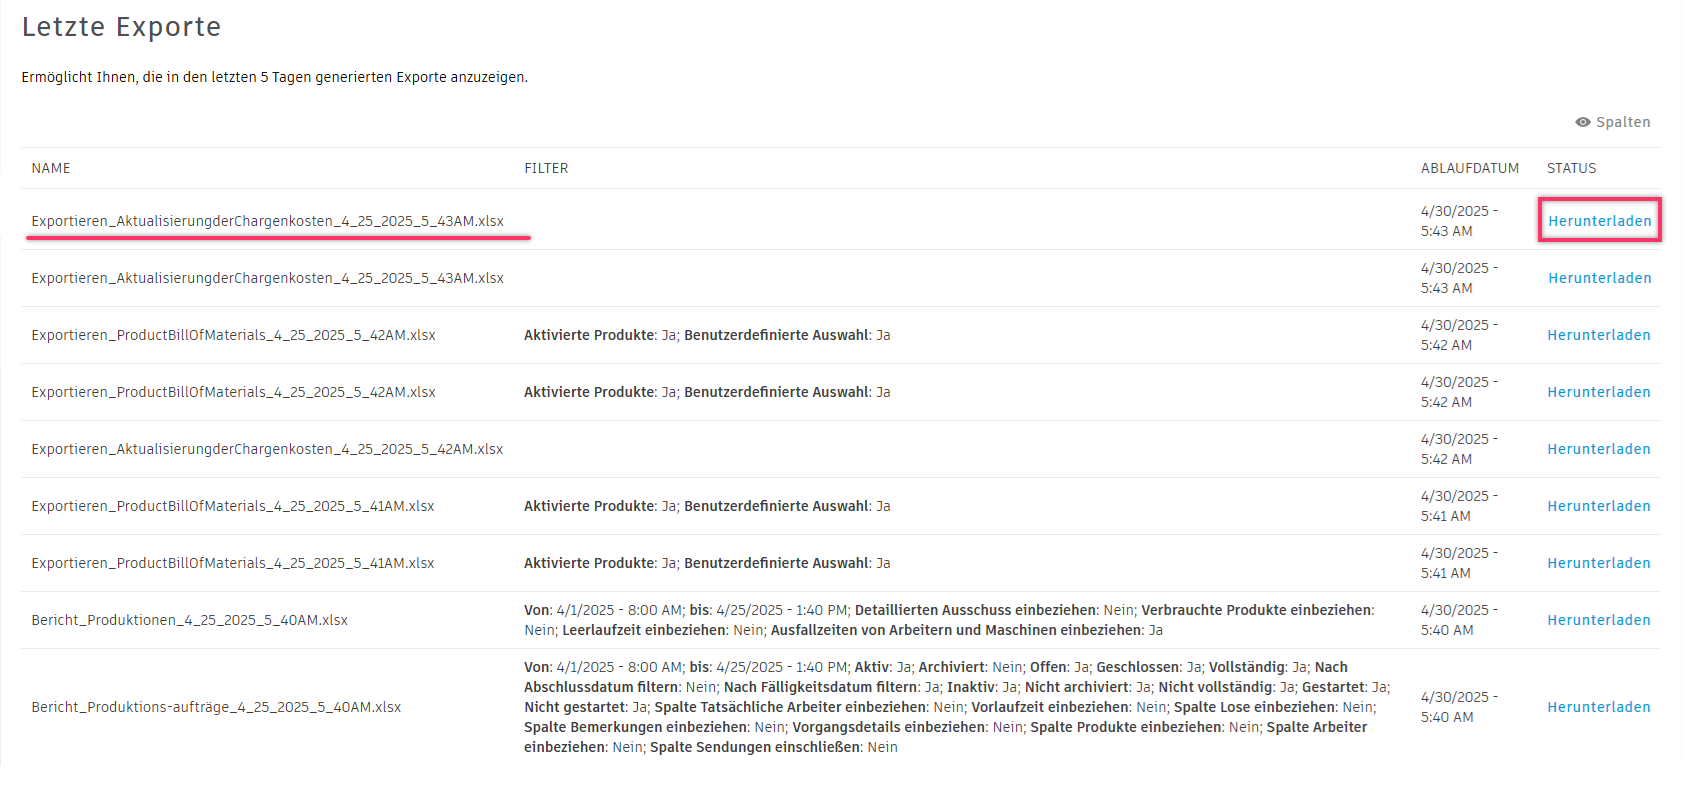 Letzte Exporte
Ermöglicht Ihnen, die in den letzten 5 Tagen generierten Exporte anzuzeigen.
Spalten
NAME FILTER ABLAUFDATUM STATUS
Exportieren_AktualisierungderChargenkosten_4_25_2025_5_43AM.xlsx 4/30/2025 -
5:43 AM Herunterladen
Exportieren_AktualisierungderChargenkosten_4_25_2025_5_43AM.xlsx 4/30/2025 -
5:43 AM Herunterladen
Exportieren_ProductBillOfMaterials_4_25_2025_5_42AM.xlsx Aktivierte Produkte: Ja; Benutzerdefinierte Auswahl: Ja 4/30/2025 -
5:42 AM Herunterladen
Exportieren_ProductBillOfMaterials_4_25_2025_5_42AM.xlsx Aktivierte Produkte: Ja; Benutzerdefinierte Auswahl: Ja 4/30/2025 -
5:42 AM Herunterladen
Exportieren_AktualisierungderChargenkosten_4_25_2025_5_42AM.xlsx 4/30/2025 -
5:42 AM Herunterladen
Exportieren_ProductBillOfMaterials_4_25_2025_5_41AM.xlsx Aktivierte Produkte: Ja; Benutzerdefinierte Auswahl: Ja 4/30/2025 -
5:41 AM Herunterladen
Exportieren_ProductBillOfMaterials_4_25_2025_5_41AM.xlsx Aktivierte Produkte: Ja; Benutzerdefinierte Auswahl: Ja 4/30/2025 -
5:41 AM Herunterladen
Bericht_Produktionen_4_25_2025_5_40AM.xlsx
Von: 4/1/2025 - 8:00 AM; bis: 4/25/2025 - 1:40 PM; Detaillierten Ausschuss einbeziehen: Nein; Verbrauchte Produkte einbeziehen:
Nein; Leerlaufzeit einbeziehen: Nein; Ausfallzeiten von Arbeitern und Maschinen einbeziehen: Ja
4/30/2025 -
5:40 AM Herunterladen
Bericht_Produktions-aufträge_4_25_2025_5_40AM.xlsx
Von: 4/1/2025 - 8:00 AM; bis: 4/25/2025 - 1:40 PM; Aktiv: Ja; Archiviert: Nein; Offen: Ja; Geschlossen: Ja; Vollständig: Ja; Nach
Abschlussdatum filtern: Nein; Nach Fälligkeitsdatum filtern: Ja; Inaktiv: Ja; Nicht archiviert: Ja; Nicht vollständig: Ja; Gestartet: Ja;
Nicht gestartet: Ja; Spalte Tatsächliche Arbeiter einbeziehen: Nein; Vorlaufzeit einbeziehen: Nein; Spalte Lose einbeziehen: Nein;
Spalte Bemerkungen einbeziehen: Nein; Vorgangsdetails einbeziehen: Nein; Spalte Produkte einbeziehen: Nein; Spalte Arbeiter
einbeziehen: Nein; Spalte Sendungen einschließen: Nein
4/30/2025 -
5:40 AM Herunterladen